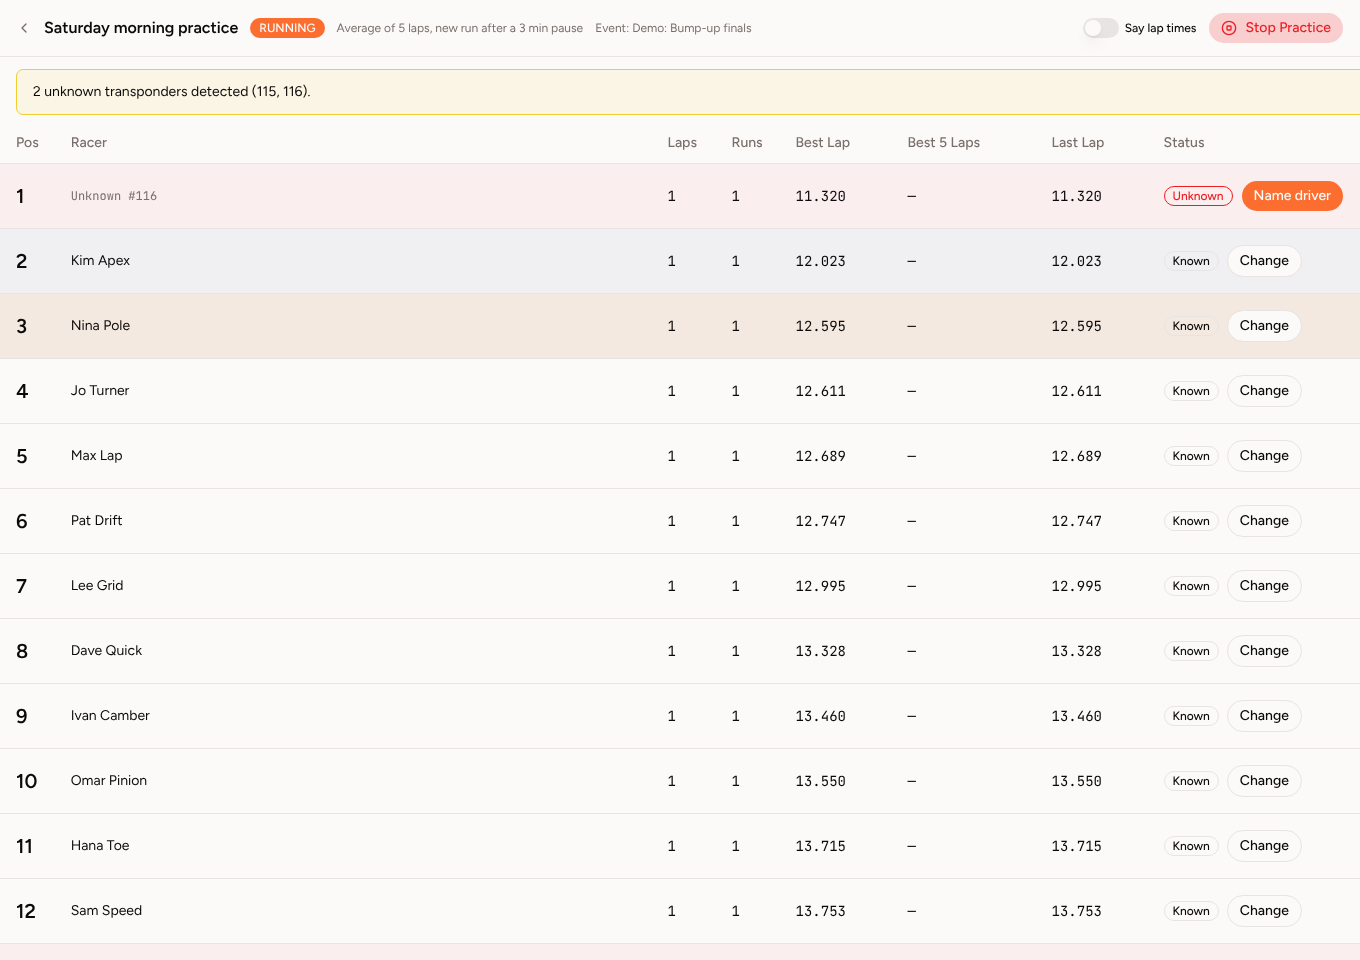 Saturday morning practice RUNNING Average of 5 laps, new run after a 3 min pause Event: Demo: Bump-up finals Say lap times Stop Practice
2 unknown transponders detected (115, 116).
Pos Racer Laps Runs Best Lap Best 5 Laps Last Lap Status
1 Unknown #116 1 1 11.320 — 11.320 Unknown Name driver
2 Kim Apex 1 1 12.023 — 12.023 Known Change
3 Nina Pole 1 1 12.595 — 12.595 Known Change
4 Jo Turner 1 1 12.611 — 12.611 Known Change
5 Max Lap 1 1 12.689 — 12.689 Known Change
6 Pat Drift 1 1 12.747 — 12.747 Known Change
7 Lee Grid 1 1 12.995 — 12.995 Known Change
8 Dave Quick 1 1 13.328 — 13.328 Known Change
9 Ivan Camber 1 1 13.460 — 13.460 Known Change
10 Omar Pinion 1 1 13.550 — 13.550 Known Change
11 Hana Toe 1 1 13.715 — 13.715 Known Change
12 Sam Speed 1 1 13.753 — 13.753 Known Change